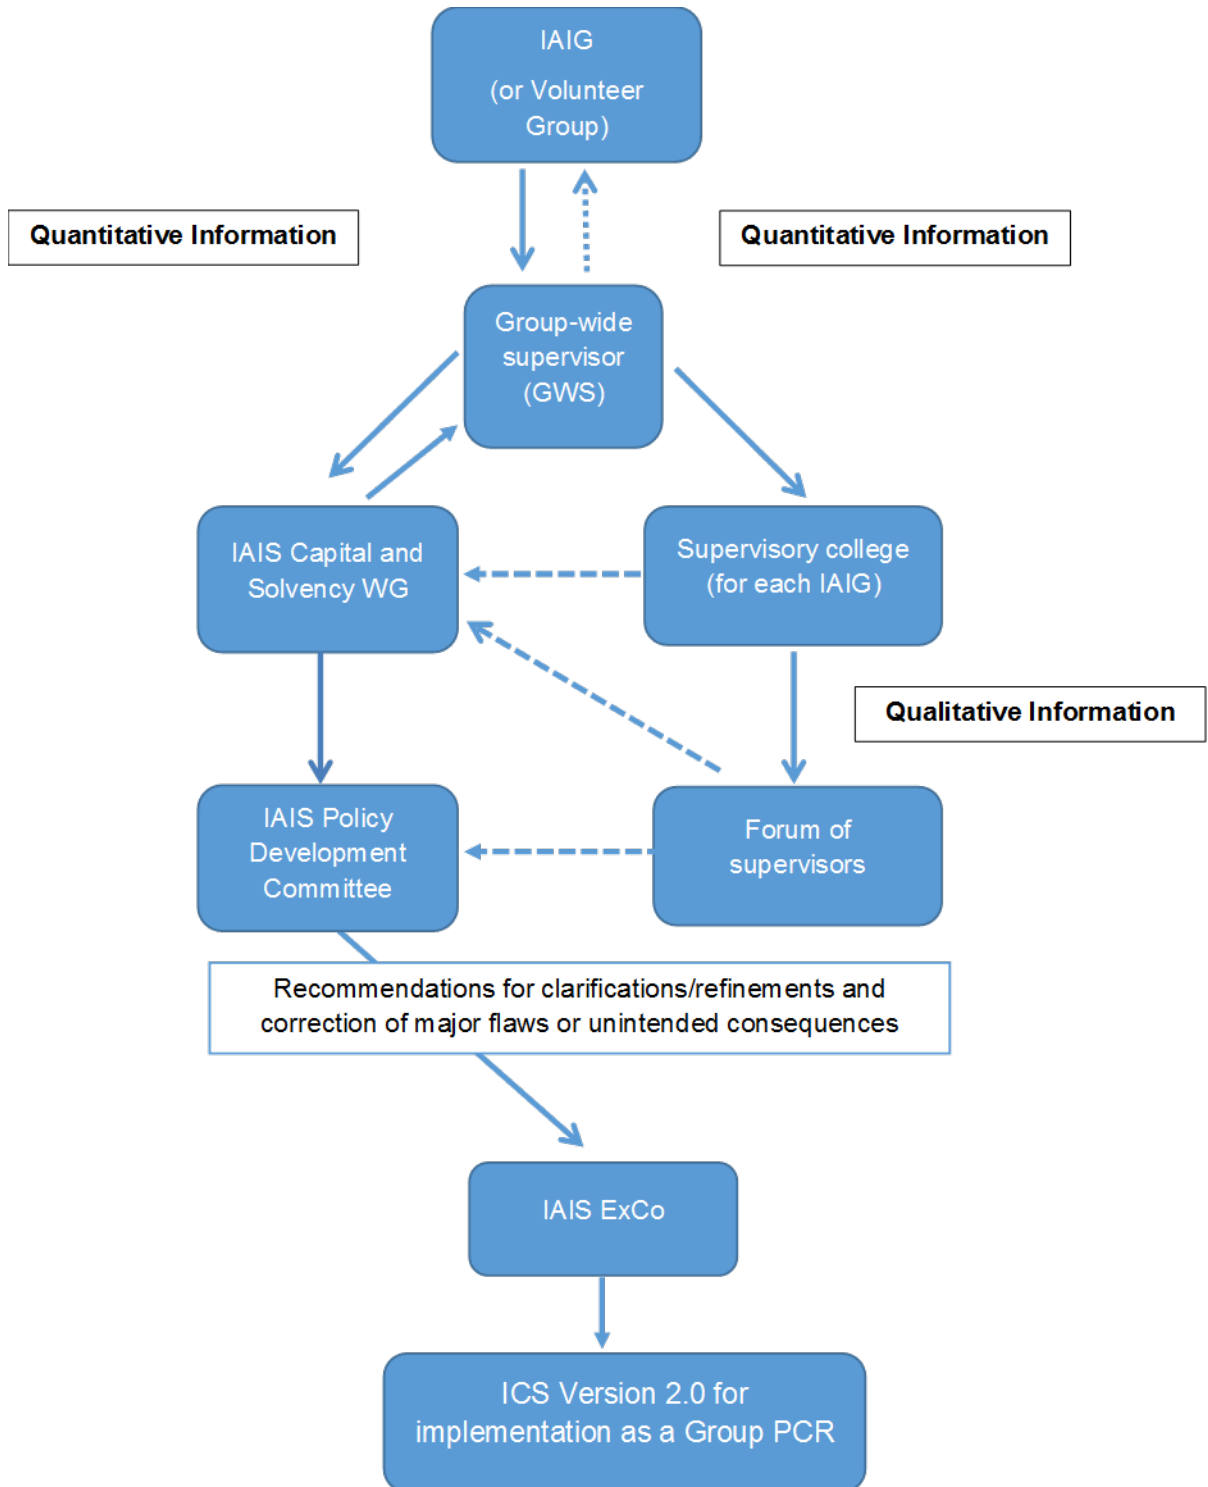 IAIG
(or Volunteer
Group)
Quantitative Information
Quantitative Information
Group-wide
supervisor
(GWS)
IAIS Capital and
Solvency WG
Supervisory college
(for each IAIG)
Qualitative Information
IAIS Policy
Development
Committee
Forum of
supervisors
Recommendations for clarifications/refinements and
correction of major flaws or unintended consequences
IAIS ExCo
ICS Version 2.0 for
implementation as a Group PCR